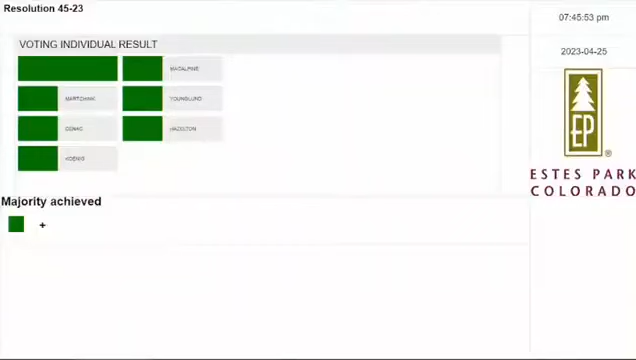 Resolution 45-23
07:45:53 pm
VOTING INDIVIDUAL RESULT
2023-04-25
MACALPINE
MARTCHINK
YOUNGLUND
CENAC
HAZELTON
KOENIG
EP
®
ESTES PARK
COLORADO
Majority achieved
+